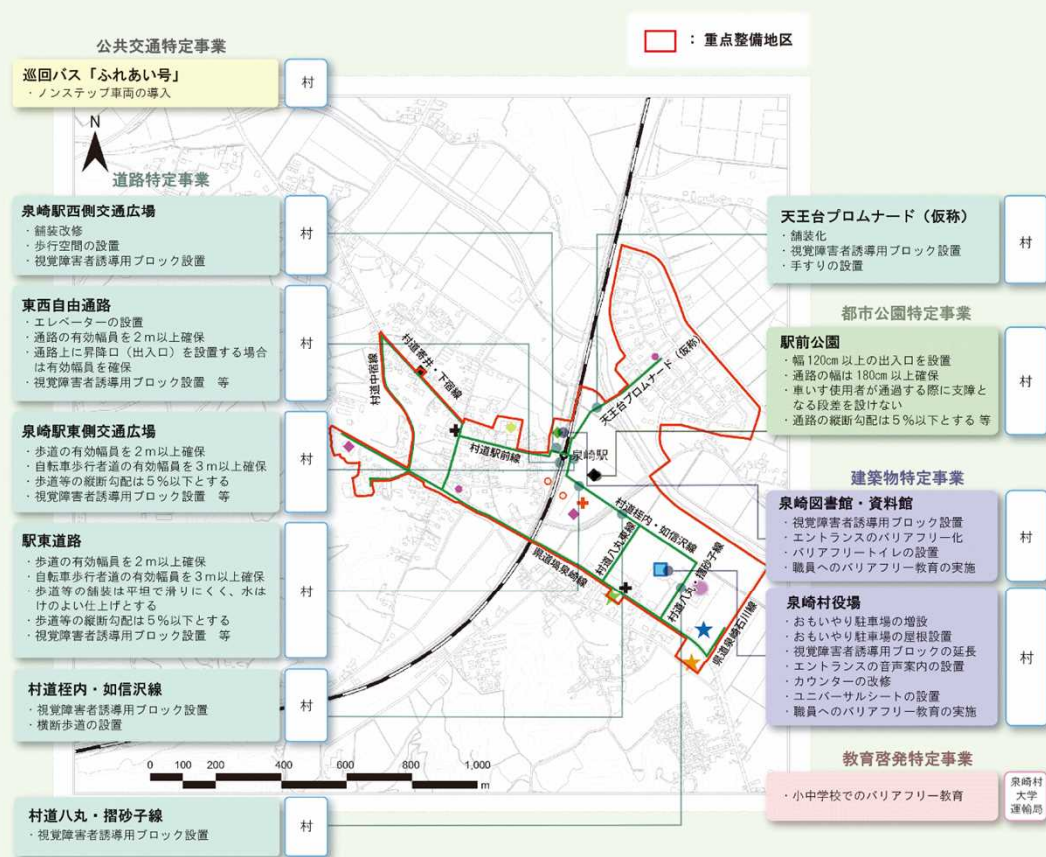 : 重点整備地区
公共交通特定事業
巡回バス「ふれあい号」
・ノンステップ車両の導入
村
N
道路特定事業
泉崎駅西側交通広場
・舗装改修
・歩行空間の設置
・視覚障害者誘導用ブロック設置
村
東西自由通路
・エレベーターの設置
・通路の有効幅員を2m以上確保
・通路上に昇降口（出入口）を設置する場合
は有効幅員を確保
・視覚障害者誘導用ブロック設置 等
村
泉崎駅東側交通広場
・歩道の有効幅員を2m以上確保
・自転車歩行者道の有効幅員を3m以上確保
・歩道等の縦断勾配は5%以下とする
・視覚障害者誘導用ブロック設置 等
村
駅東道路
・歩道の有効幅員を2m以上確保
・自転車歩行者道の有効幅員を3m以上確保
・歩道等の舗装は平坦で滑りにくく、水は
けのよい仕上げとする
・歩道等の縦断勾配は5%以下とする
・視覚障害者誘導用ブロック設置 等
村
村道桎内・如信沢線
・視覚障害者誘導用ブロック設置
・横断歩道の設置
村
村道八丸・摺砂子線
・視覚障害者誘導用ブロック設置
村
村道中宿線
村道寄井・下宿線
村道駅前線
泉崎駅
天王台プロムナード（仮称）
村道桎内・如信沢線
村道八丸東線
村道八丸・摺砂子線
県道塙泉崎線
県道泉崎石川線
0 100 200 400 600 800 1,000
m
天王台プロムナード（仮称）
・舗装化
・視覚障害者誘導用ブロック設置
・手すりの設置
村
都市公園特定事業
駅前公園
・幅120cm以上の出入口を設置
・通路の幅は180cm以上確保
・車いす使用者が通過する際に支障と
なる段差を設けない
・通路の縦断勾配は5%以下とする 等
村
建築物特定事業
泉崎図書館・資料館
・視覚障害者誘導用ブロック設置
・エントランスのバリアフリー化
・バリアフリートイレの設置
・職員へのバリアフリー教育の実施
村
泉崎村役場
・おもいやり駐車場の増設
・おもいやり駐車場の屋根設置
・視覚障害者誘導用ブロックの延長
・エントランスの音声案内の設置
・カウンターの改修
・ユニバーサルシートの設置
・職員へのバリアフリー教育の実施
村
教育啓発特定事業
・小中学校でのバリアフリー教育
泉崎村
大学
運輸局